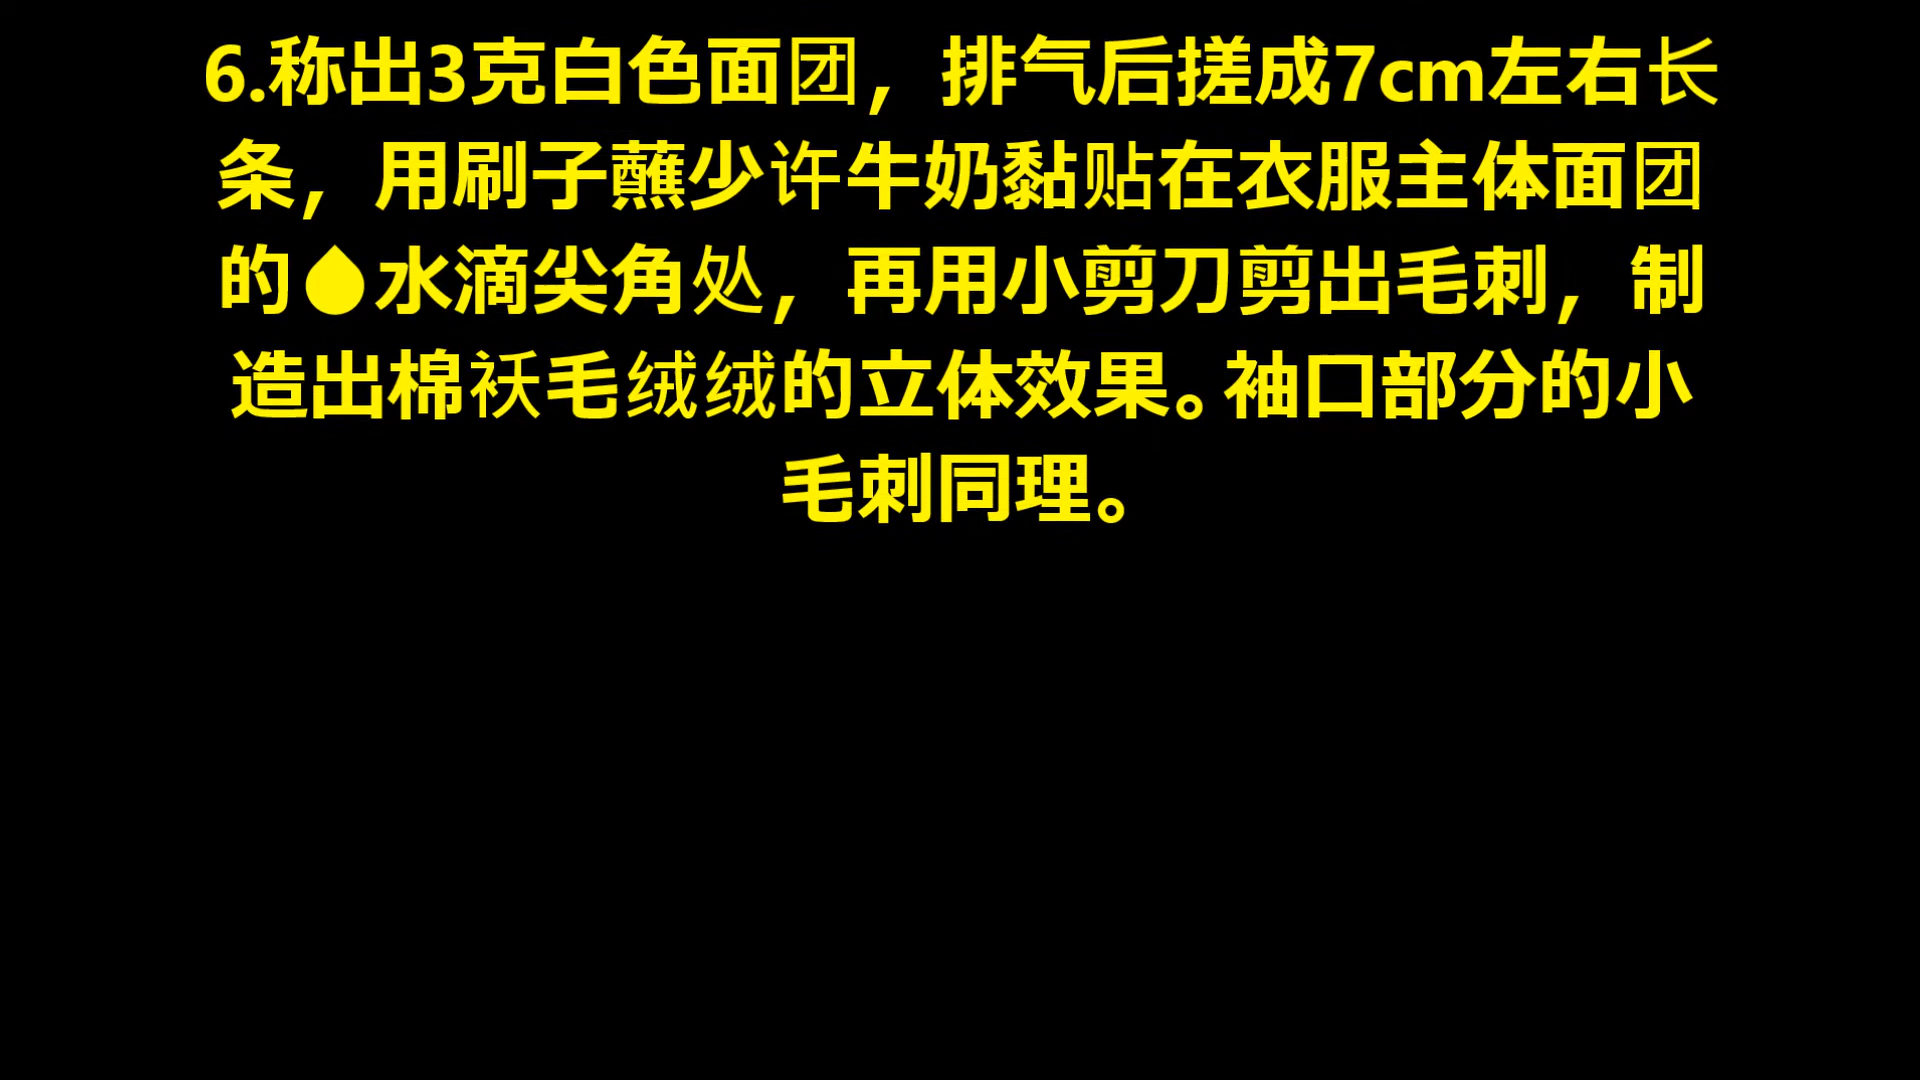 6.称出3克白色面团，排气后搓成7cm左右长
条，用刷子蘸少许牛奶黏贴在衣服主体面团
的💧水滴尖角处，再用小剪刀剪出毛刺，制
造出棉袄毛绒绒的立体效果。袖口部分的小
毛刺同理。